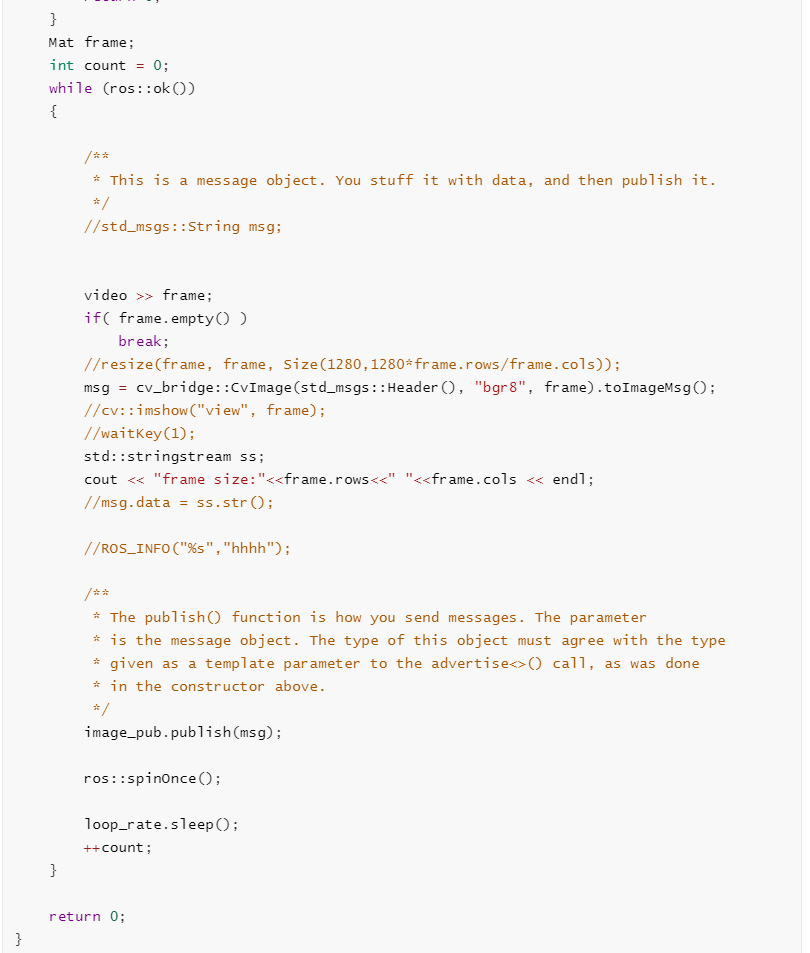 }
Mat frame;
int count = 0;
while (ros::ok())
{
/**
* This is a message object. You stuff it with data, and then publish it.
*/
//std_msgs::String msg;
video >> frame;
if( frame.empty() )
break;
//resize(frame, frame, Size(1280,1280*frame.rows/frame.cols));
msg = cv_bridge::CvImage(std_msgs::Header(), "bgr8", frame).toImageMsg();
//cv::imshow("view", frame);
//waitKey(1);
std::stringstream ss;
cout << "frame size:"<<frame.rows<<" "<<frame.cols << endl;
//msg.data = ss.str();
//ROS_INFO("%s","hhhh");
/**
* The publish() function is how you send messages. The parameter
* is the message object. The type of this object must agree with the type
* given as a template parameter to the advertise<>() call, as was done
* in the constructor above.
*/
image_pub.publish(msg);
ros::spinOnce();
loop_rate.sleep();
++count;
}
return 0;
}